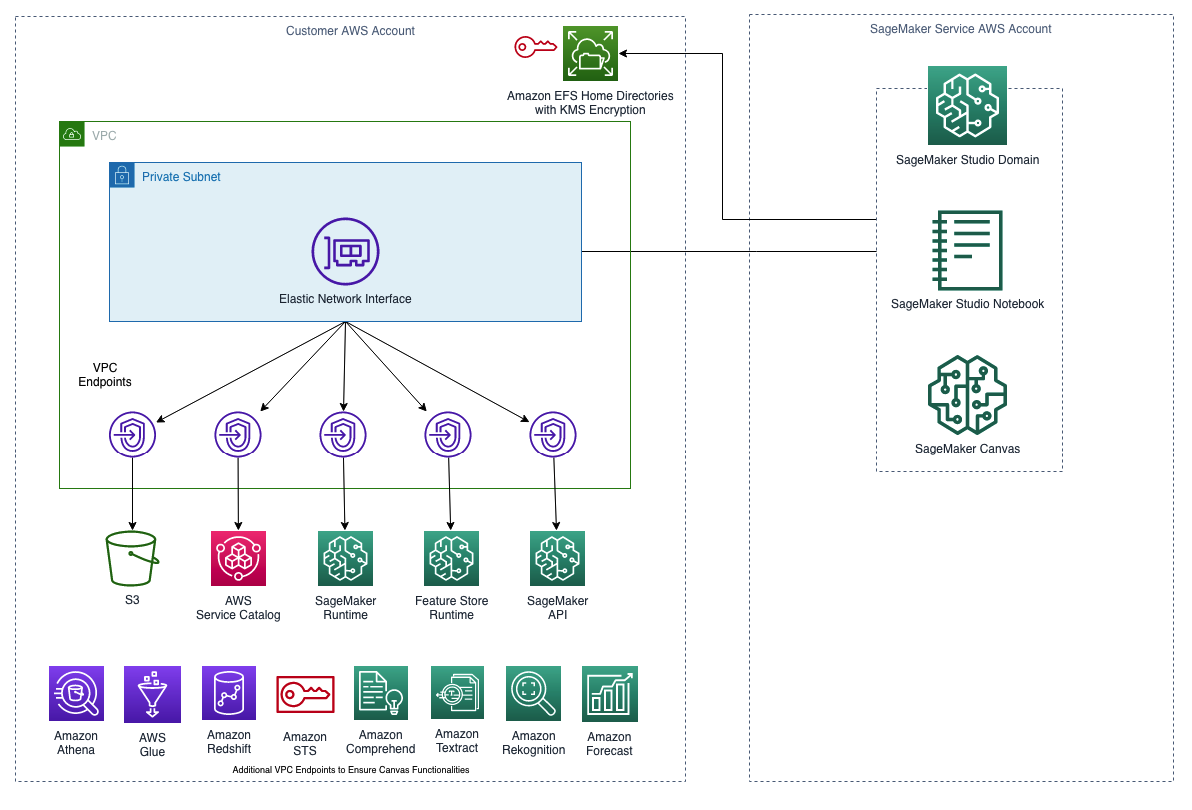 Customer AWS Account
SageMaker Service AWS Account
Amazon EFS Home Directories
with KMS Encryption
VPC
Private Subnet
Elastic Network Interface
SageMaker Studio Domain
SageMaker Studio Notebook
SageMaker Canvas
VPC
Endpoints
S3
AWS
Service Catalog
SageMaker
Runtime
Feature Store
Runtime
SageMaker
API
Amazon
Athena
AWS
Glue
Amazon
Redshift
Amazon
STS
Amazon
Comprehend
Amazon
Textract
Amazon
Rekognition
Amazon
Forecast
Additional VPC Endpoints to Ensure Canvas Functionalities